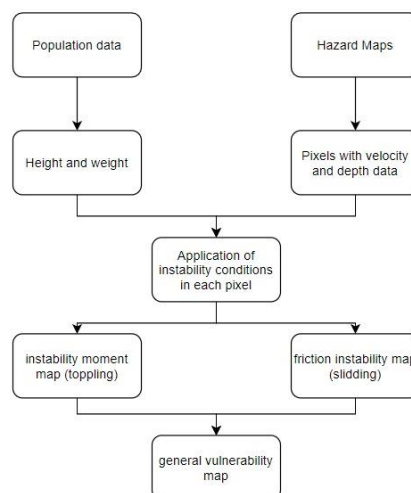 Population data
Hazard Maps
Height and weight
Pixels with velocity
and depth data
Application of
instability conditions
in each pixel
instability moment
map (toppling)
friction instability map
(slidding)
general vulnerability
map